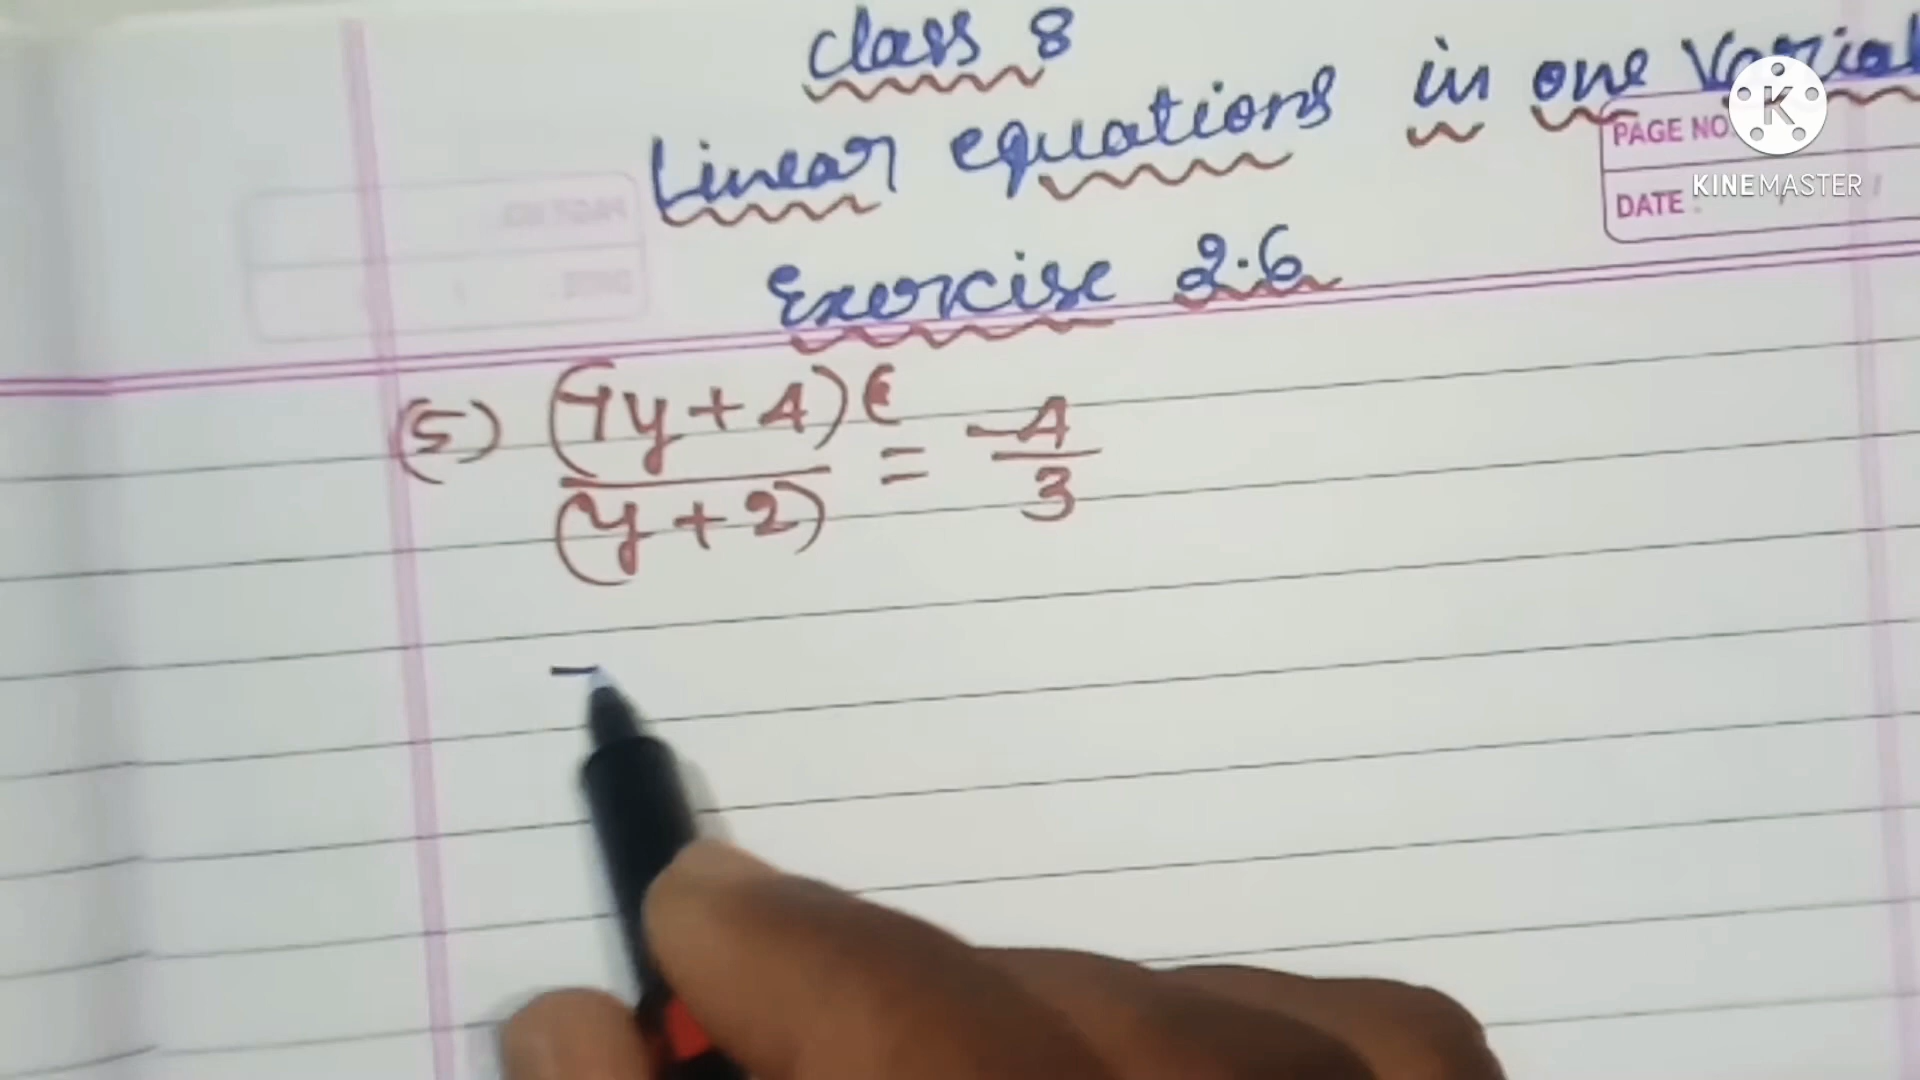 Class 8
Linear equations in one Variab
PAGE NO.
DATE :
K
KINEMASTER
Exercise 2.6
(5) (7y+4)( / (y+2) = -4/3